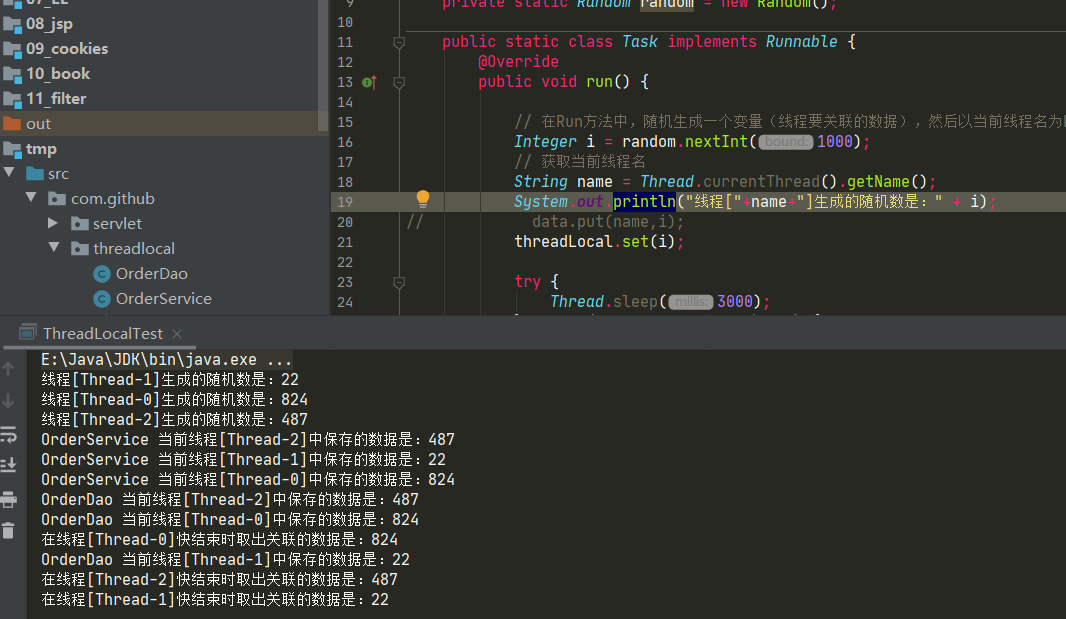 08_jsp
09_cookies
10_book
11_filter
out
tmp
src
com.github
servlet
threadlocal
OrderDao
OrderService
9 private static Random random = new Random();
10
11 public static class Task implements Runnable {
12 @Override
13 public void run() {
14
15 // 在Run方法中，随机生成一个变量（线程要关联的数据），然后以当前线程名为
16 Integer i = random.nextInt( bound: 1000);
17 // 获取当前线程名
18 String name = Thread.currentThread().getName();
19 System.out.println("线程["+name+"]生成的随机数是：" + i);
20 // data.put(name,i);
21 threadLocal.set(i);
22
23 try {
24 Thread.sleep( millis: 3000);
ThreadLocalTest
E:\Java\JDK\bin\java.exe ...
线程[Thread-1]生成的随机数是：22
线程[Thread-0]生成的随机数是：824
线程[Thread-2]生成的随机数是：487
OrderService 当前线程[Thread-2]中保存的数据是：487
OrderService 当前线程[Thread-1]中保存的数据是：22
OrderService 当前线程[Thread-0]中保存的数据是：824
OrderDao 当前线程[Thread-2]中保存的数据是：487
OrderDao 当前线程[Thread-0]中保存的数据是：824
在线程[Thread-0]快结束时取出关联的数据是：824
OrderDao 当前线程[Thread-1]中保存的数据是：22
在线程[Thread-2]快结束时取出关联的数据是：487
在线程[Thread-1]快结束时取出关联的数据是：22